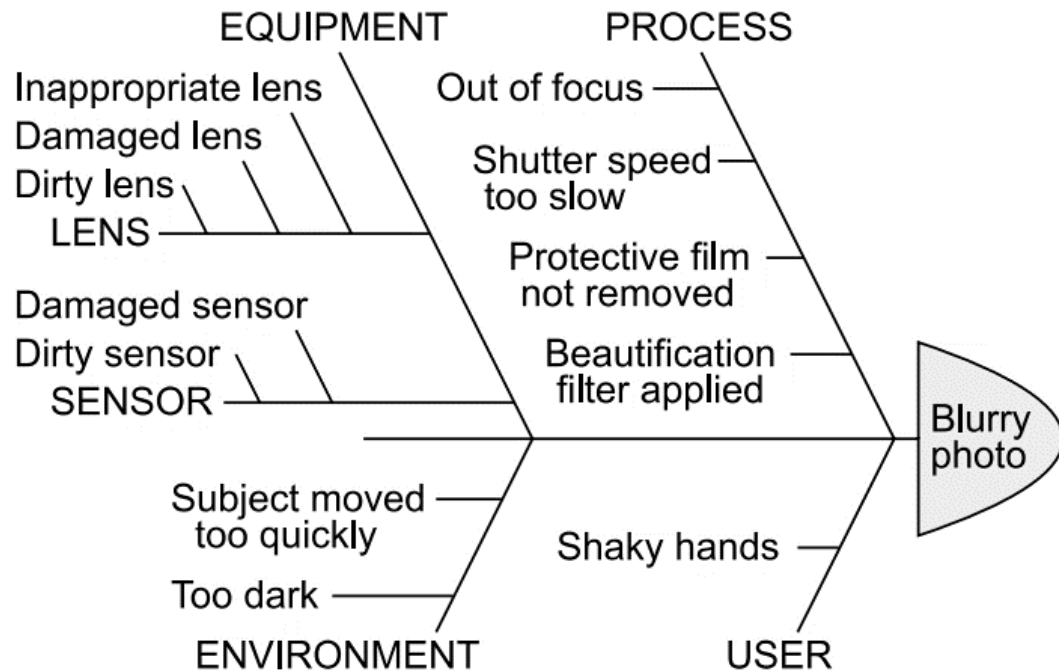 EQUIPMENT
Inappropriate lens
Damaged lens
Dirty lens
LENS
Damaged sensor
Dirty sensor
SENSOR
PROCESS
Out of focus
Shutter speed
too slow
Protective film
not removed
Beautification
filter applied
Blurry
photo
Subject moved
too quickly
Too dark
ENVIRONMENT
Shaky hands
USER